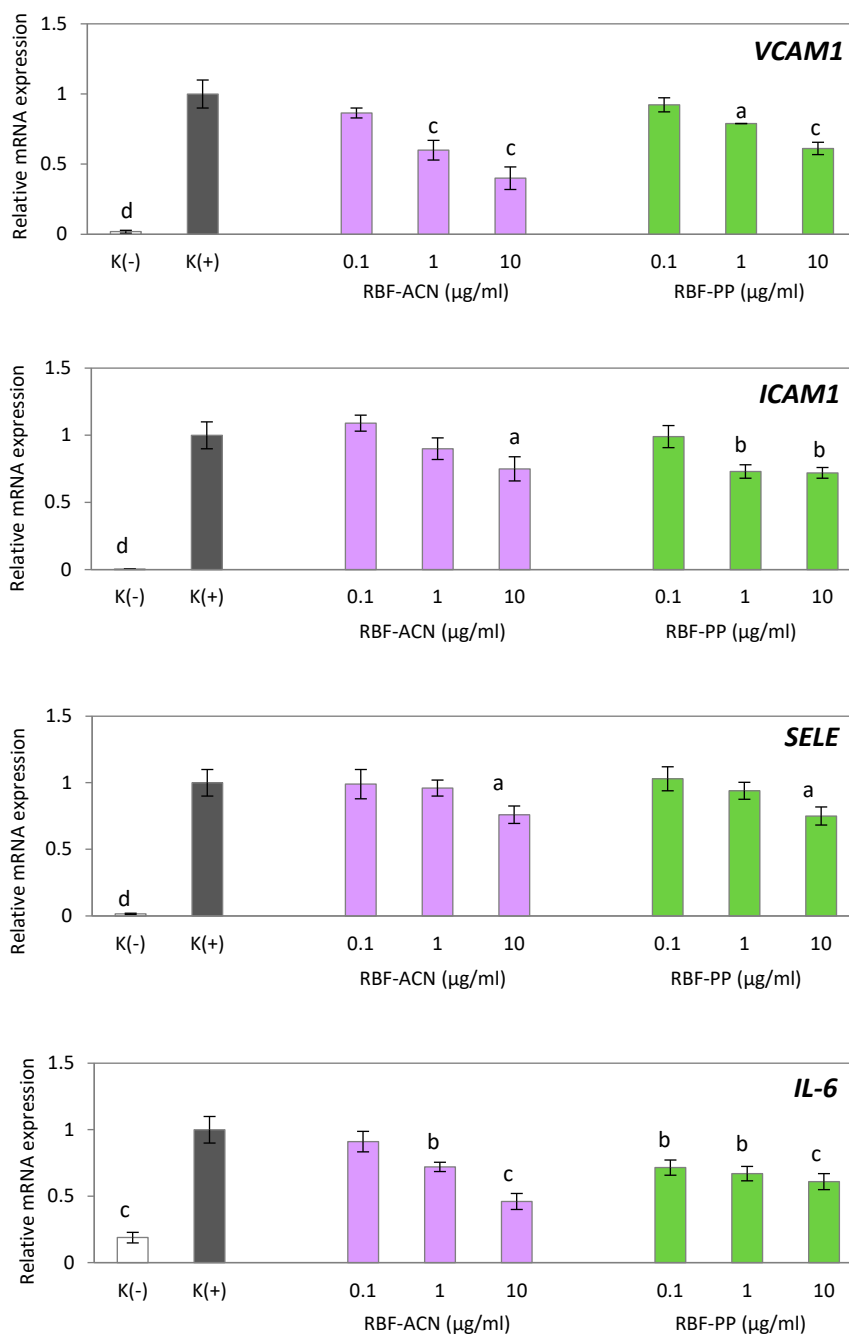 VCAM1
Relative mRNA expression
1.5
1
0.5
0
d
c
c
a
c
K(-) K(+) 0.1 1 10 0.1 1 10
RBF-ACN (µg/ml) RBF-PP (µg/ml)
ICAM1
Relative mRNA expression
1.5
1
0.5
0
d
a
b
b
K(-) K(+) 0.1 1 10 0.1 1 10
RBF-ACN (µg/ml) RBF-PP (µg/ml)
SELE
Relative mRNA expression
1.5
1
0.5
0
d
a
a
K(-) K(+) 0.1 1 10 0.1 1 10
RBF-ACN (µg/ml) RBF-PP (µg/ml)
IL-6
Relative mRNA expression
1.5
1
0.5
0
c
b
c
b
b
c
K(-) K(+) 0.1 1 10 0.1 1 10
RBF-ACN (µg/ml) RBF-PP (µg/ml)